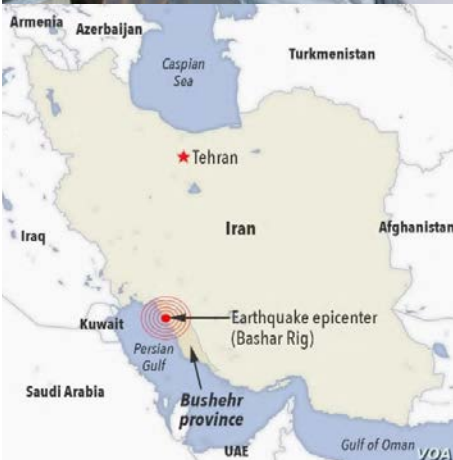 Armenia
Azerbaijan
Caspian
Sea
Turkmenistan
Tehran
Iran
Afghanistan
Iraq
Kuwait
Earthquake epicenter
(Bashar Rig)
Persian
Gulf
Saudi Arabia
Bushehr
province
UAE
Gulf of Oman
VOA